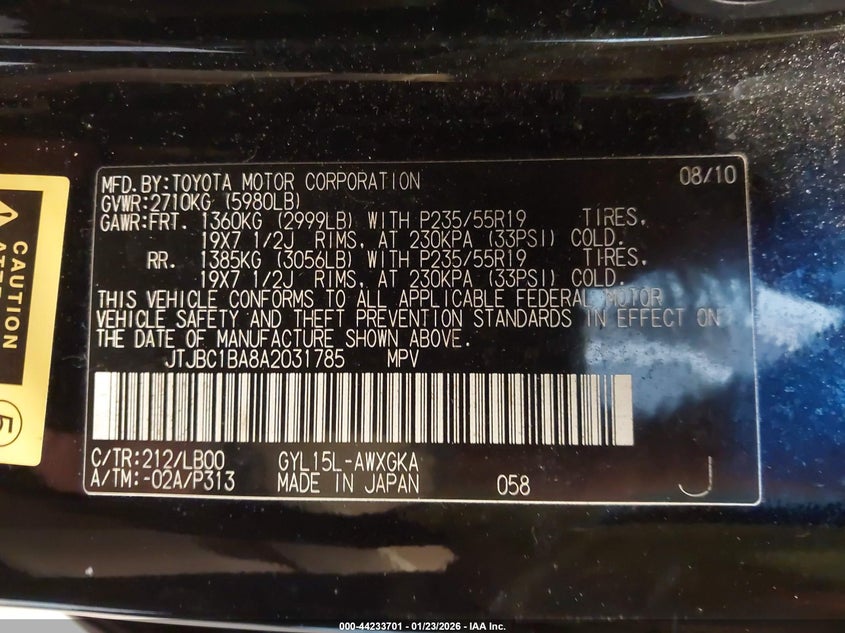 MFD.BY:TOYOTA MOTOR CORPORATION 08/10
GVWR:2710KG (5980LB)
GAWR:FRT. 1360KG (2999LB) WITH P235/55R19 TIRES.
19X7 1/2J RIMS. AT 230KPA (33PSI) COLD.
RR. 1385KG (3056LB) WITH P235/55R19 TIRES.
19X7 1/2J RIMS. AT 230KPA (33PSI) COLD.
THIS VEHICLE CONFORMS TO ALL APPLICABLE FEDERAL MOTOR
VEHICLE SAFETY AND THEFT PREVENTION STANDARDS IN EFFECT ON
THE DATE OF MANUFACTURE SHOWN ABOVE.
JTJBC1BA8A2031785 MPV
C/TR:212/LB00 GYL15L-AWXGKA
A/TM:-02A/P313 MADE IN JAPAN 058 J
CAUTION
000-44233701 - 01/23/2026 - IAA Inc.